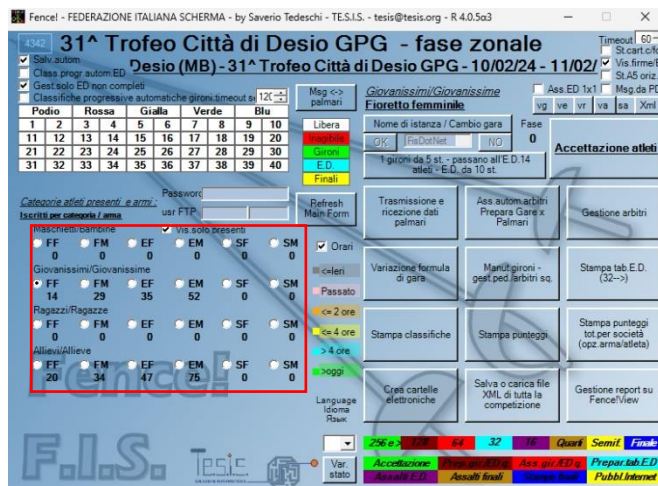 Fence! - FEDERAZIONE ITALIANA SCHERMA - by Saverio Tedeschi - TE.S.I.S. - tesis@tesis.org - R 4.0.5α3
4342 31^ Trofeo Città di Desio GPG - fase zonale
Timeout 60
St.cart.c/fo
Salv.autom
Class progr autom.ED
Desio (MB) - 31^ Trofeo Città di Desio GPG - 10/02/24 - 11/02/
Vis.firme/E
St.A5 oriz.
Gest.solo ED non completi
Classifiche progressive automatiche gironi:timeout se 120
Msg <-> palmari
Giovanissimi/Giovanissime
Ass.ED 1x1
Msg.da PD
Fioretto femminile
vg ve vr va sa Xml
Podio Rossa Gialla Verde Blu
1 2 3 4 5 6 7 8 9 10
11 12 13 14 15 16 17 18 19 20
21 22 23 24 25 26 27 28 29 30
31 32 33 34 35 36 37 38 39 40
Libera
Inagibile
Gironi
E.D.
Finali
Nome di istanza / Cambio gara
Fase
OK FisDotNet NO
0
Accettazione atleti
1 gironi da 5 st. - passano all'E.D.14
atleti - E.D. da 10 st.
Categorie atleti presenti e armi :
Password
usr FTP
Iscritti per categoria / arma
Refresh
Main Form
Maschietti/Bambine
Vis.solo presenti
FF FM EF EM SF SM
0 0 0 0 0 0
Giovanissimi/Giovanissime
FF FM EF EM SF SM
14 29 35 52 0 0
Ragazzi/Ragazze
FF FM EF EM SF SM
0 0 0 0 0 0
Allievi/Allieve
FF FM EF EM SF SM
20 34 47 75 0 0
Orari
<=Ieri
Passato
<= 2 ore
<= 4 ore
> 4 ore
>oggi
Language
Idioma
Язык
Trasmissione e
ricezione dati
palmari
Ass.autom.arbitri
Prepara Gare x
Palmari
Gestione arbitri
Variazione formula
di gara
Manut.gironi -
gest.ped./arbitri sq.
Stampa tab.E.D.
(32-->)
Stampa classifiche
Stampa punteggi
Stampa punteggi
tot.per società
(opz.arma/atleta)
Crea cartelle
elettroniche
Salva o carica file
XML di tutta la
competizione
Gestione report su
Fence!View
Fence!
F.I.S.
Te.s.i.s.
Var.
stato
256 e > 128 64 32 16 Quarti Semif. Finale
Accettazione Prep.gir./ED q. Ass.gir./ED q. Prepar.tab.E.D
Assalti E.D. Assalti finali Pubbl.Internet